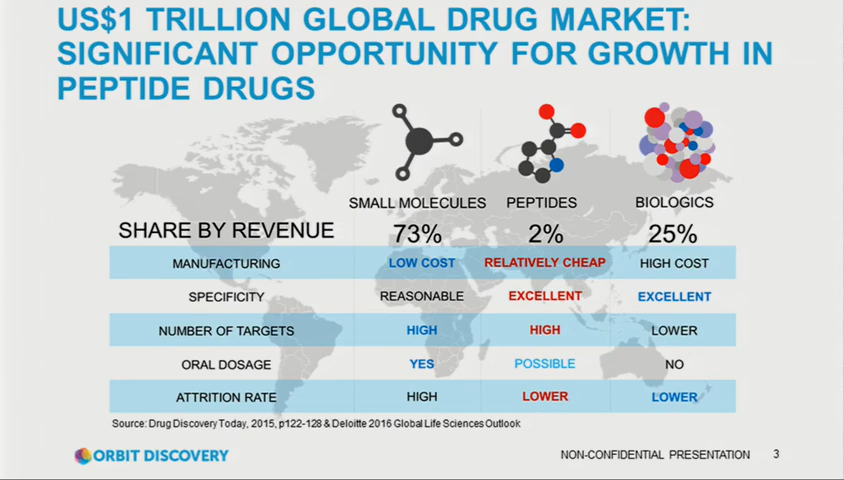 US$1 TRILLION GLOBAL DRUG MARKET:
SIGNIFICANT OPPORTUNITY FOR GROWTH IN
PEPTIDE DRUGS
SMALL MOLECULES PEPTIDES BIOLOGICS
SHARE BY REVENUE 73% 2% 25%
MANUFACTURING LOW COST RELATIVELY CHEAP HIGH COST
SPECIFICITY REASONABLE EXCELLENT EXCELLENT
NUMBER OF TARGETS HIGH HIGH LOWER
ORAL DOSAGE YES POSSIBLE NO
ATTRITION RATE HIGH LOWER LOWER
Source: Drug Discovery Today, 2015, p122-128 & Deloitte 2016 Global Life Sciences Outlook
ORBIT DISCOVERY NON-CONFIDENTIAL PRESENTATION 3